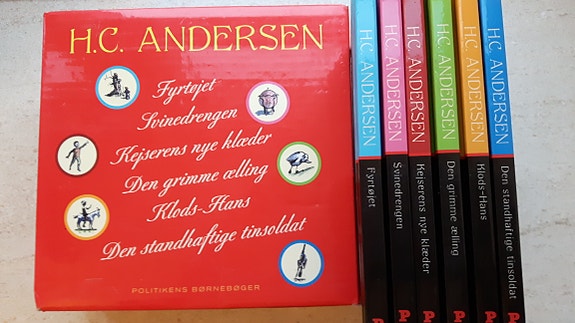 H.C. ANDERSEN
Fyrtøjet
Svinedrengen
Kejserens nye klæder
Den grimme ælling
Klods-Hans
Den standhaftige tinsoldat
POLITIKENS BØRNEBØGER
H.C. ANDERSEN Fyrtøjet P
H.C. ANDERSEN Svinedrengen P
H.C. ANDERSEN Kejserens nye klæder P
H.C. ANDERSEN Den grimme ælling P
H.C. ANDERSEN Klods-Hans P
H.C. ANDERSEN Den standhaftige tinsoldat P